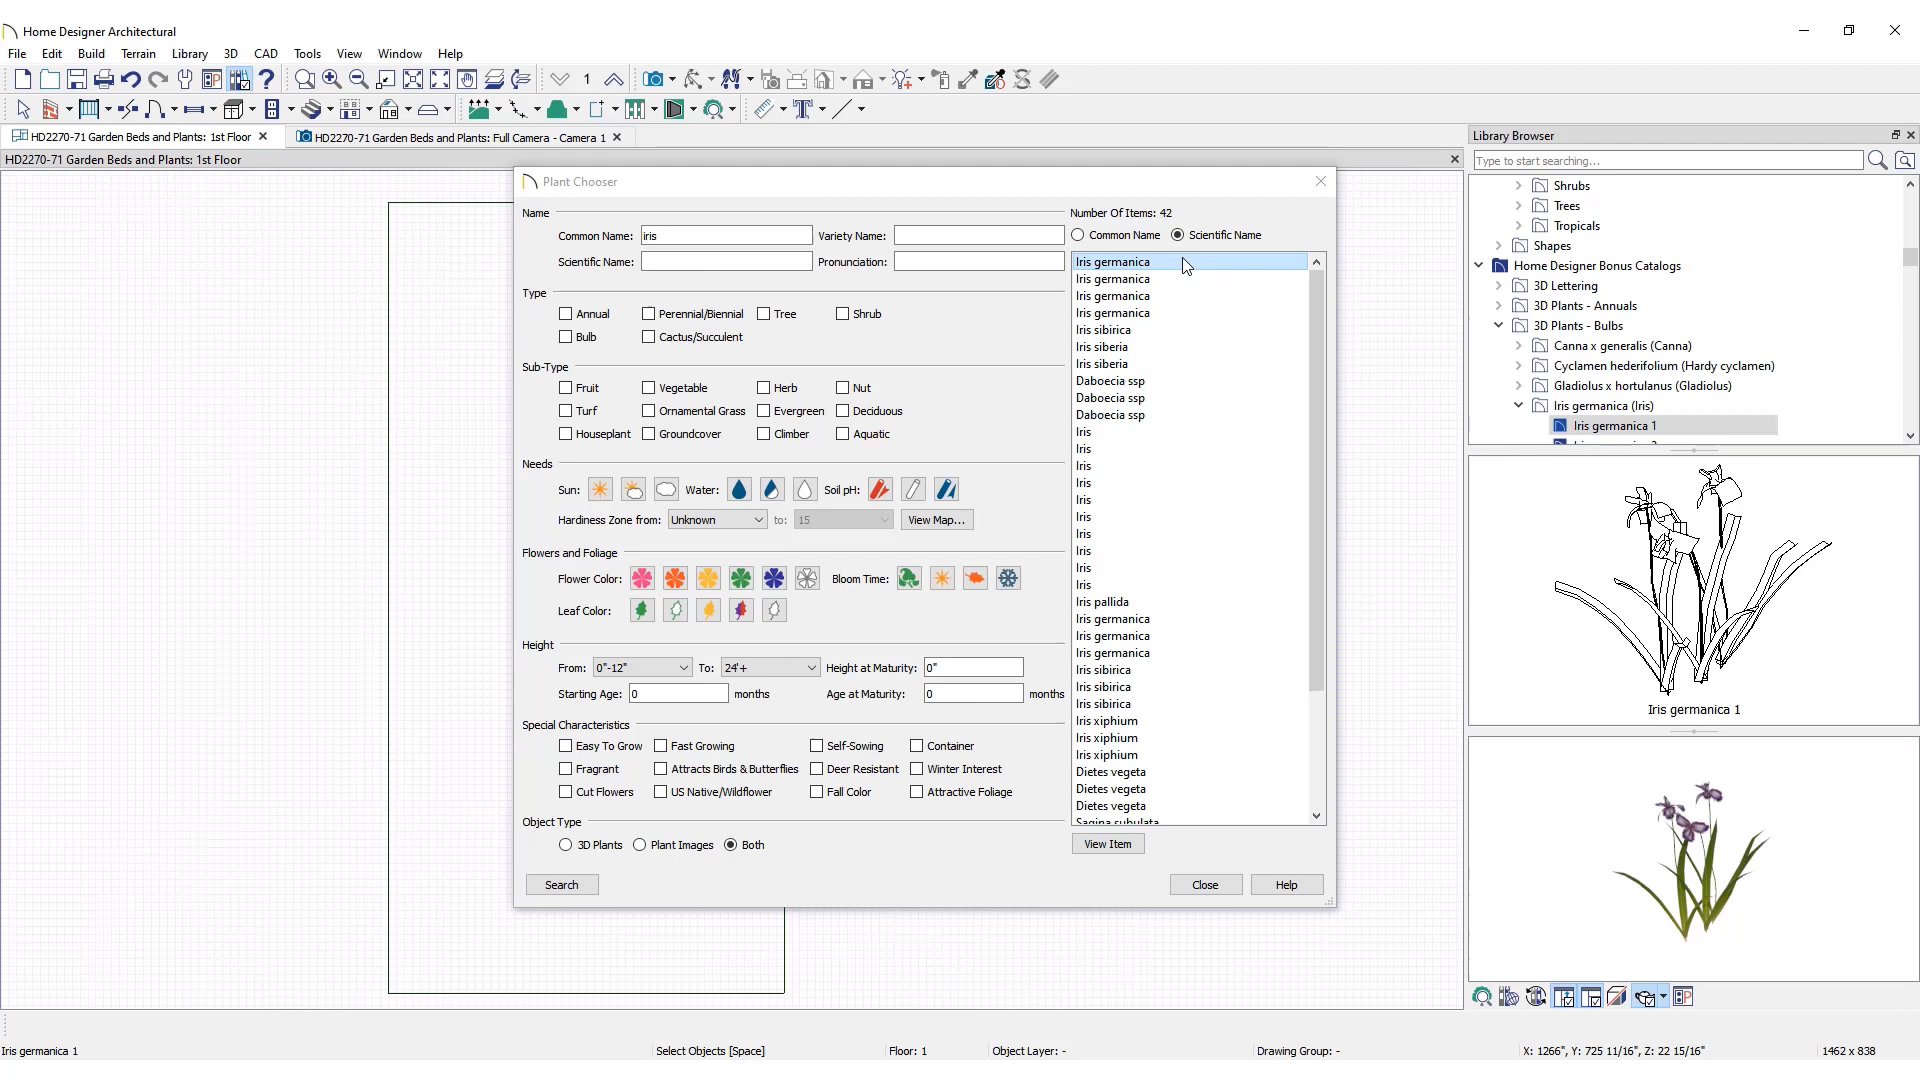 Home Designer Architectural
File Edit Build Terrain Library 3D CAD Tools View Window Help
1
HD2270-71 Garden Beds and Plants: 1st Floor
HD2270-71 Garden Beds and Plants: Full Camera - Camera 1
HD2270-71 Garden Beds and Plants: 1st Floor
Plant Chooser
Name
Common Name: iris Variety Name:
Scientific Name: Pronunciation:
Type
Annual Perennial/Biennial Tree Shrub
Bulb Cactus/Succulent
Sub-Type
Fruit Vegetable Herb Nut
Turf Ornamental Grass Evergreen Deciduous
Houseplant Groundcover Climber Aquatic
Needs
Sun: Water: Soil pH:
Hardiness Zone from: Unknown to: 15 View Map...
Flowers and Foliage
Flower Color: Bloom Time:
Leaf Color:
Height
From: 0"-12" To: 24'+ Height at Maturity: 0"
Starting Age: 0 months Age at Maturity: 0 months
Special Characteristics
Easy To Grow Fast Growing Self-Sowing Container
Fragrant Attracts Birds & Butterflies Deer Resistant Winter Interest
Cut Flowers US Native/Wildflower Fall Color Attractive Foliage
Object Type
3D Plants Plant Images Both
Search
Number Of Items: 42
Common Name Scientific Name
Iris germanica
Iris germanica
Iris germanica
Iris germanica
Iris sibirica
Iris siberia
Iris siberia
Daboecia ssp
Daboecia ssp
Daboecia ssp
Iris
Iris
Iris
Iris
Iris
Iris
Iris
Iris
Iris
Iris
Iris pallida
Iris germanica
Iris germanica
Iris germanica
Iris sibirica
Iris sibirica
Iris sibirica
Iris xiphium
Iris xiphium
Iris xiphium
Dietes vegeta
Dietes vegeta
Dietes vegeta
Sagina subulata
View Item
Close Help
Library Browser
Type to start searching...
Shrubs
Trees
Tropicals
Shapes
Home Designer Bonus Catalogs
3D Lettering
3D Plants - Annuals
3D Plants - Bulbs
Canna x generalis (Canna)
Cyclamen hederifolium (Hardy cyclamen)
Gladiolus x hortulanus (Gladiolus)
Iris germanica (Iris)
Iris germanica 1
Iris germanica 1
Iris germanica 1 Select Objects [Space] Floor: 1 Object Layer: - Drawing Group: - X: 1266", Y: 725 11/16", Z: 22 15/16" 1462 x 838